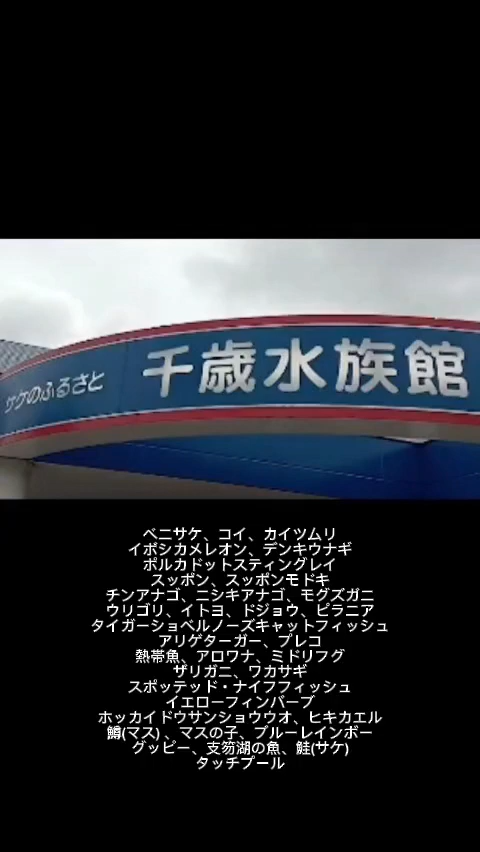 サケのふるさと 千歳水族館
ベニサケ、コイ、カイツムリ
イボシカメレオン、デンキウナギ
ポルカドットスティングレイ
スッポン、スッポンモドキ
チンアナゴ、ニシキアナゴ、モグズガニ
ウリゴリ、イトヨ、ドジョウ、ピラニア
タイガーショベルノーズキャットフィッシュ
アリゲターガー、プレコ
熱帯魚、アロワナ、ミドリフグ
ザリガニ、ワカサギ
スポッテッド・ナイフフィッシュ
イエローフィンバーブ
ホッカイドウサンショウウオ、ヒキカエル
鱒(マス)、マスの子、ブルーレインボー
グッピー、支笏湖の魚、鮭(サケ)
タッチプール